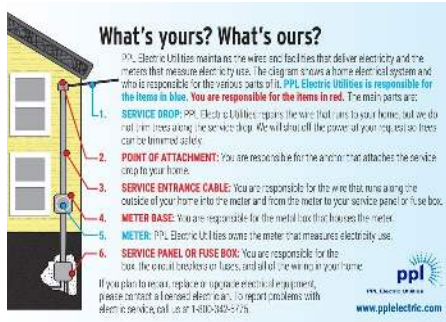 What's yours? What's ours?
PPL Electric Utilities maintains the wires and facilities that deliver electricity and the
meters that measure electricity use. The diagram shows a home electrical system and
who is responsible for the various parts of it. PPL Electric Utilities is responsible for
the items in blue. You are responsible for the items in red. The main parts are:
1. SERVICE DROP: PPL Electric Utilities repairs the wire that runs to your home, but we do
not trim trees along the service drop. We will shut off the power at your request so trees
can be trimmed safely.
2. POINT OF ATTACHMENT: You are responsible for the anchor that attaches the service
drop to your home.
3. SERVICE ENTRANCE CABLE: You are responsible for the wire that runs along the
outside of your home into the meter and from the meter to your service panel or fuse box.
4. METER BASE: You are responsible for the metal box that houses the meter.
5. METER: PPL Electric Utilities owns the meter that measures electricity use.
6. SERVICE PANEL OR FUSE BOX: You are responsible for the
box, the circuit breakers or fuses, and all of the wiring in your home.
If you plan to repair, replace or upgrade electrical equipment,
please contact a licensed electrician. To report problems with
electric service, call us at 1-800-342-5775.
ppl
PPL Electric Utilities
www.pplelectric.com